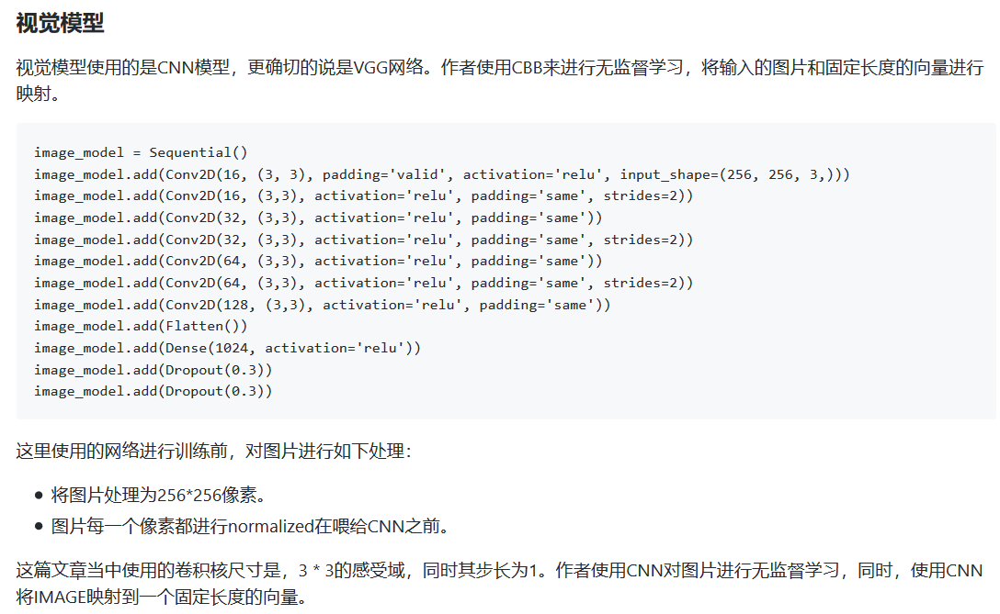 视觉模型
视觉模型使用的是CNN模型，更确切的说是VGG网络。作者使用CBB来进行无监督学习，将输入的图片和固定长度的向量进行
映射。
image_model = Sequential()
image_model.add(Conv2D(16, (3, 3), padding='valid', activation='relu', input_shape=(256, 256, 3,)))
image_model.add(Conv2D(16, (3,3), activation='relu', padding='same', strides=2))
image_model.add(Conv2D(32, (3,3), activation='relu', padding='same'))
image_model.add(Conv2D(32, (3,3), activation='relu', padding='same', strides=2))
image_model.add(Conv2D(64, (3,3), activation='relu', padding='same'))
image_model.add(Conv2D(64, (3,3), activation='relu', padding='same', strides=2))
image_model.add(Conv2D(128, (3,3), activation='relu', padding='same'))
image_model.add(Flatten())
image_model.add(Dense(1024, activation='relu'))
image_model.add(Dropout(0.3))
image_model.add(Dropout(0.3))
这里使用的网络进行训练前，对图片进行如下处理：
● 将图片处理为256*256像素。
● 图片每一个像素都进行normalized在喂给CNN之前。
这篇文章当中使用的卷积核尺寸是，3 * 3的感受域，同时其步长为1。作者使用CNN对图片进行无监督学习，同时，使用CNN
将IMAGE映射到一个固定长度的向量。